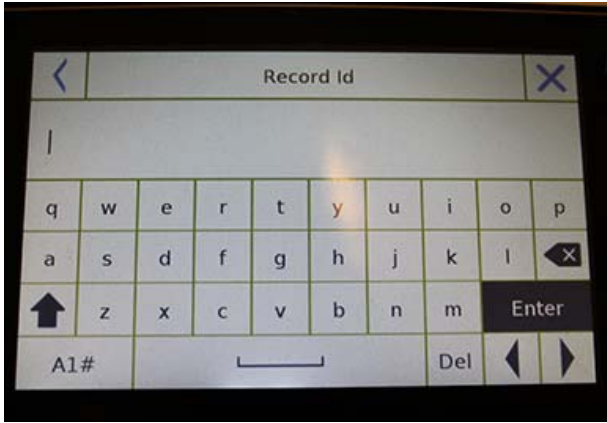 Record Id
q w e r t y u i o p
a s d f g h j k l
z x c v b n m Enter
A1# Del